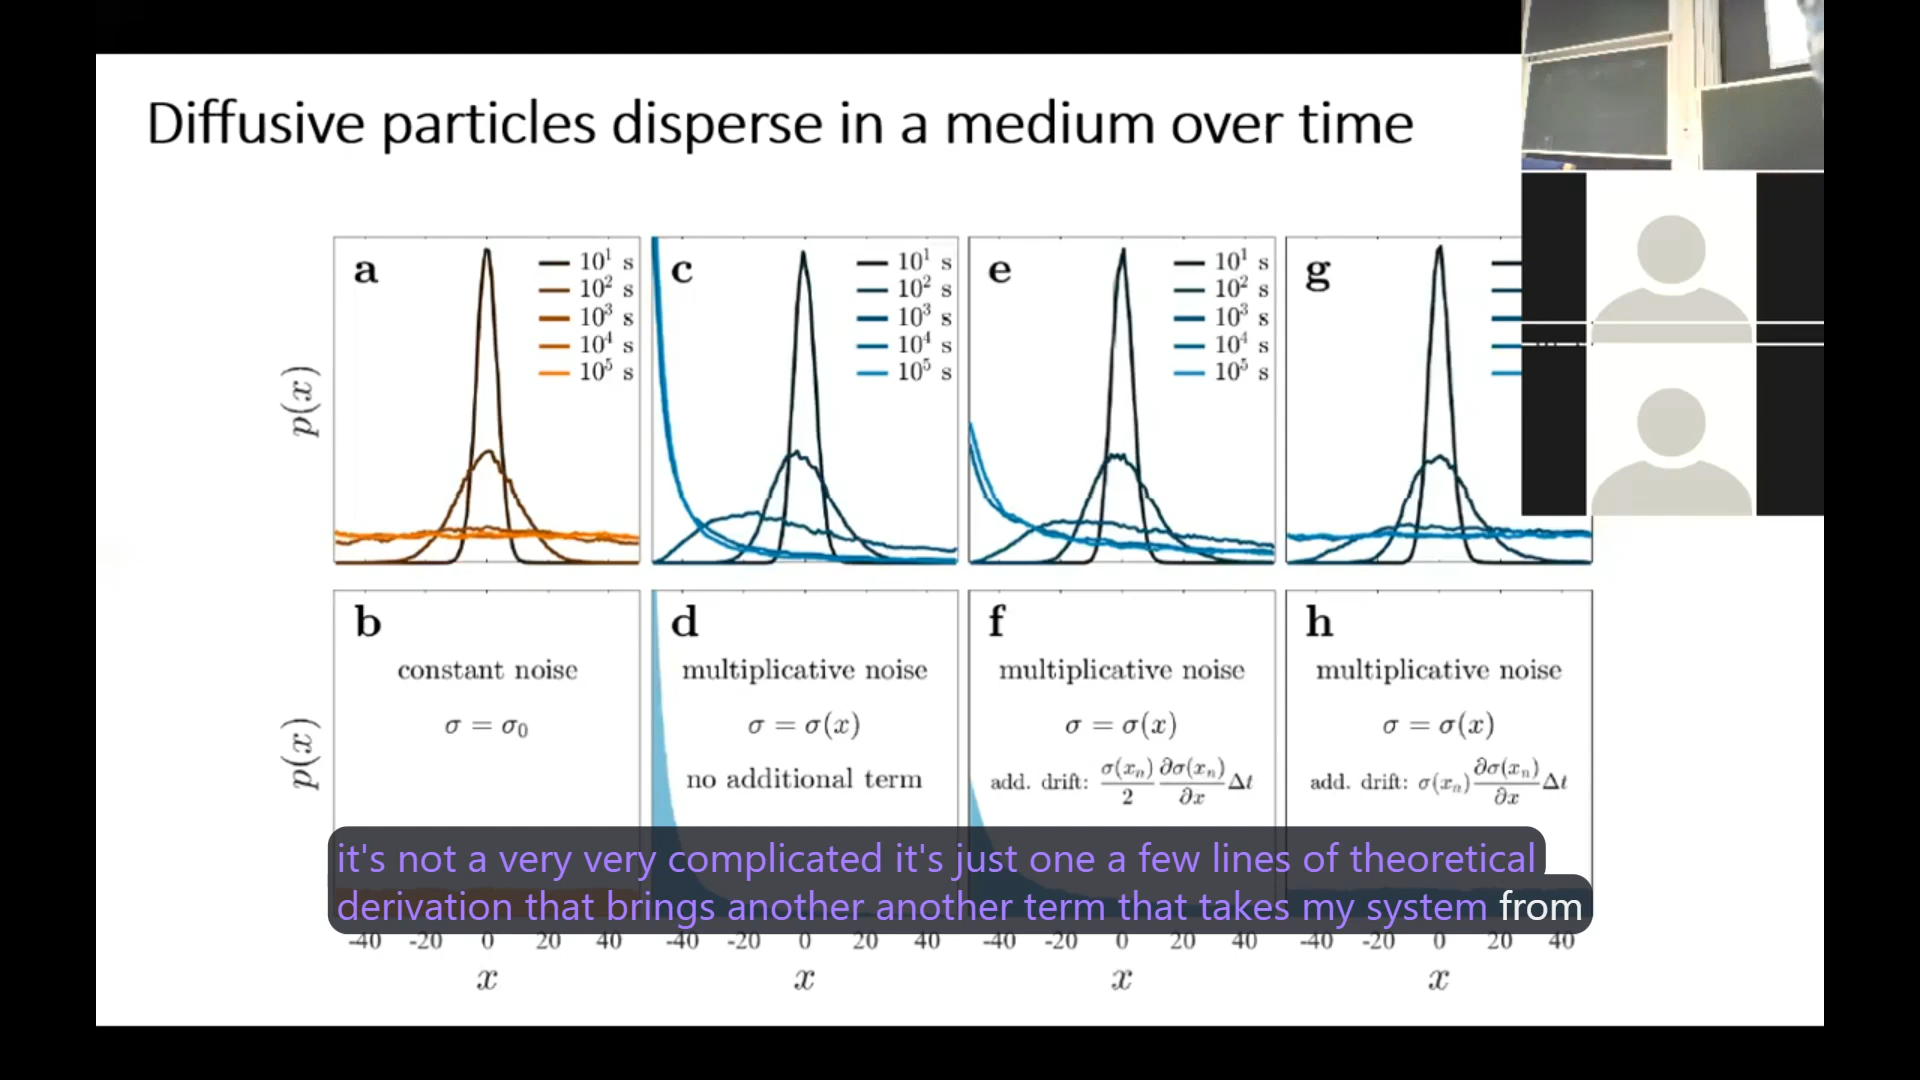 Diffusive particles disperse in a medium over time
a
10¹ s
10² s
10³ s
10⁴ s
10⁵ s
c
10¹ s
10² s
10³ s
10⁴ s
10⁵ s
e
10¹ s
10² s
10³ s
10⁴ s
10⁵ s
g
p(x)
b
constant noise
σ = σ₀
d
multiplicative noise
σ = σ(x)
no additional term
f
multiplicative noise
σ = σ(x)
add. drift: σ(xₙ)/2 ∂σ(xₙ)/∂x Δt
h
multiplicative noise
σ = σ(x)
add. drift: σ(xₙ) ∂σ(xₙ)/∂x Δt
p(x)
it's not a very very complicated it's just one a few lines of theoretical
derivation that brings another another term that takes my system from
-40 -20 0 20 40
-40 -20 0 20 40
-40 -20 0 20 40
-40 -20 0 20 40
x
x
x
x